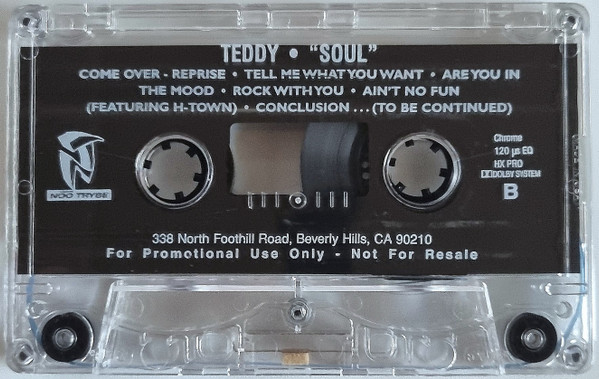 TEDDY • "SOUL"
COME OVER - REPRISE • TELL ME WHAT YOU WANT • ARE YOU IN
THE MOOD • ROCK WITH YOU • AIN'T NO FUN
(FEATURING H-TOWN) • CONCLUSION ... (TO BE CONTINUED)
NOO TRYBE
Chrome
120 µs EQ
HX PRO
DOLBY SYSTEM
B
338 North Foothill Road, Beverly Hills, CA 90210
For Promotional Use Only - Not For Resale